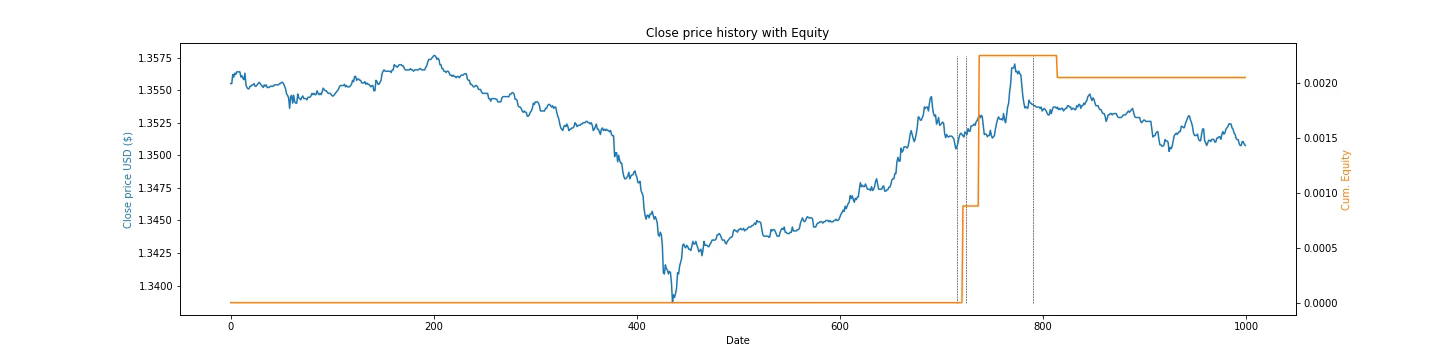 Close price history with Equity
Close price USD ($)
1.3575
1.3550
1.3525
1.3500
1.3475
1.3450
1.3425
1.3400
0.0020
0.0015
0.0010
0.0005
0.0000
Cum. Equity
0 200 400 600 800 1000
Date